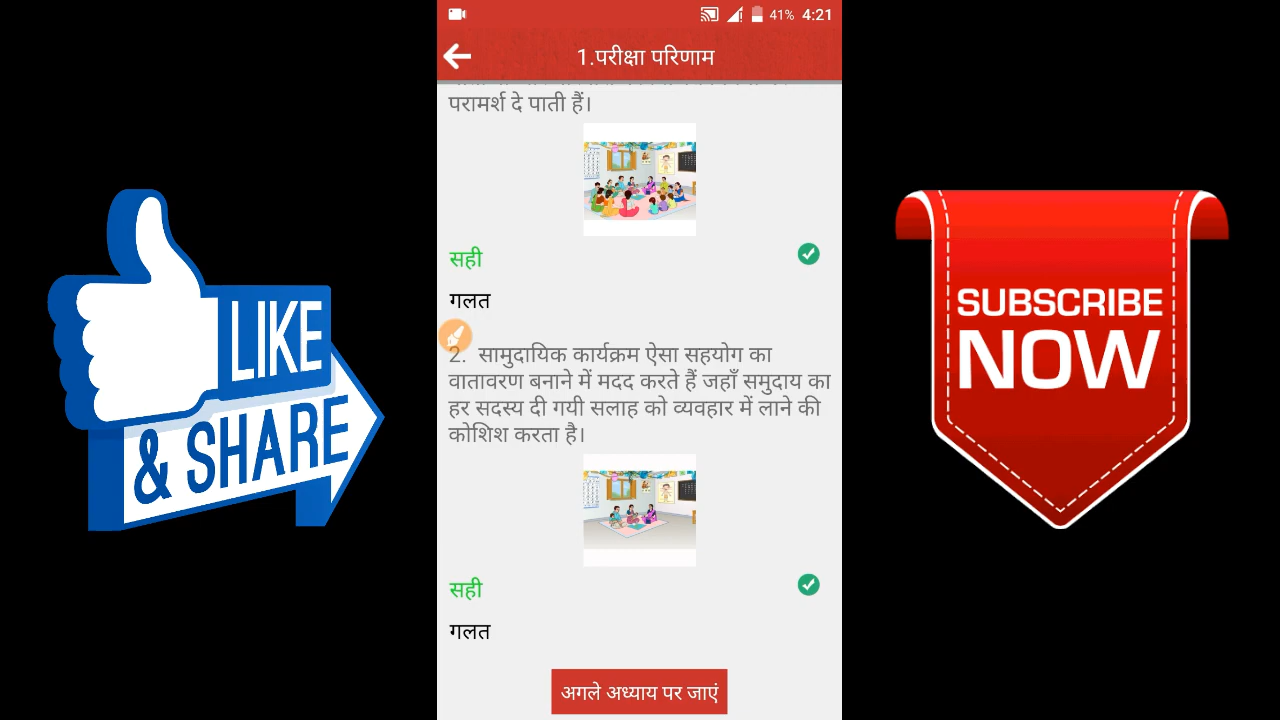 41% 4:21
1.परीक्षा परिणाम
परामर्श दे पाती हैं।
सही
गलत
2. सामुदायिक कार्यक्रम ऐसा सहयोग का
वातावरण बनाने में मदद करते हैं जहाँ समुदाय का
हर सदस्य दी गयी सलाह को व्यवहार में लाने की
कोशिश करता है।
सही
गलत
अगले अध्याय पर जाएं
LIKE
& SHARE
SUBSCRIBE
NOW